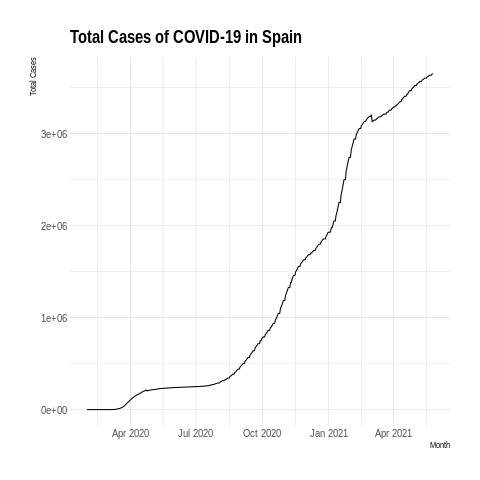 Total Cases of COVID-19 in Spain
Total Cases
3e+06
2e+06
1e+06
0e+00
Apr 2020 Jul 2020 Oct 2020 Jan 2021 Apr 2021
Month